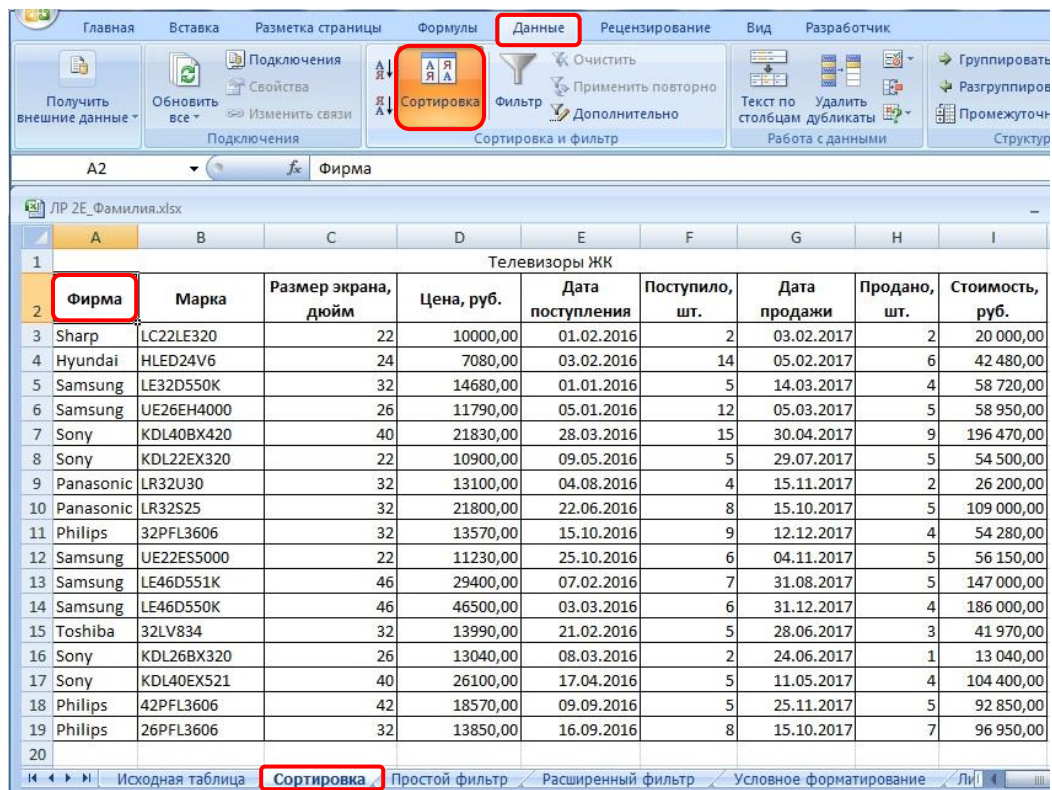 Главная Вставка Разметка страницы Формулы Данные Рецензирование Вид Разработчик
Получить внешние данные
Обновить все
Подключения
Свойства
Изменить связи
Подключения
Сортировка
Фильтр
Очистить
Применить повторно
Дополнительно
Сортировка и фильтр
Текст по столбцам
Удалить дубликаты
Работа с данными
Группировать
Разгруппиров
Промежуточн
Структур
A2 fx Фирма
ЛР 2Е_Фамилия.xlsx
A B C D E F G H I
1 Телевизоры ЖК
2 Фирма Марка Размер экрана, дюйм Цена, руб. Дата поступления Поступило, шт. Дата продажи Продано, шт. Стоимость, руб.
3 Sharp LC22LE320 22 10000,00 01.02.2016 2 03.02.2017 2 20 000,00
4 Hyundai HLED24V6 24 7080,00 03.02.2016 14 05.02.2017 6 42 480,00
5 Samsung LE32D550K 32 14680,00 01.01.2016 5 14.03.2017 4 58 720,00
6 Samsung UE26EH4000 26 11790,00 05.01.2016 12 05.03.2017 5 58 950,00
7 Sony KDL40BX420 40 21830,00 28.03.2016 15 30.04.2017 9 196 470,00
8 Sony KDL22EX320 22 10900,00 09.05.2016 5 29.07.2017 5 54 500,00
9 Panasonic LR32U30 32 13100,00 04.08.2016 4 15.11.2017 2 26 200,00
10 Panasonic LR32S25 32 21800,00 22.06.2016 8 15.10.2017 5 109 000,00
11 Philips 32PFL3606 32 13570,00 15.10.2016 9 12.12.2017 4 54 280,00
12 Samsung UE22ES5000 22 11230,00 25.10.2016 6 04.11.2017 5 56 150,00
13 Samsung LE46D551K 46 29400,00 07.02.2016 7 31.08.2017 5 147 000,00
14 Samsung LE46D550K 46 46500,00 03.03.2016 6 31.12.2017 4 186 000,00
15 Toshiba 32LV834 32 13990,00 21.02.2016 5 28.06.2017 3 41 970,00
16 Sony KDL26BX320 26 13040,00 08.03.2016 2 24.06.2017 1 13 040,00
17 Sony KDL40EX521 40 26100,00 17.04.2016 5 11.05.2017 4 104 400,00
18 Philips 42PFL3606 42 18570,00 09.09.2016 5 25.11.2017 5 92 850,00
19 Philips 26PFL3606 32 13850,00 16.09.2016 8 15.10.2017 7 96 950,00
20
Исходная таблица Сортировка Простой фильтр Расширенный фильтр Условное форматирование Ли